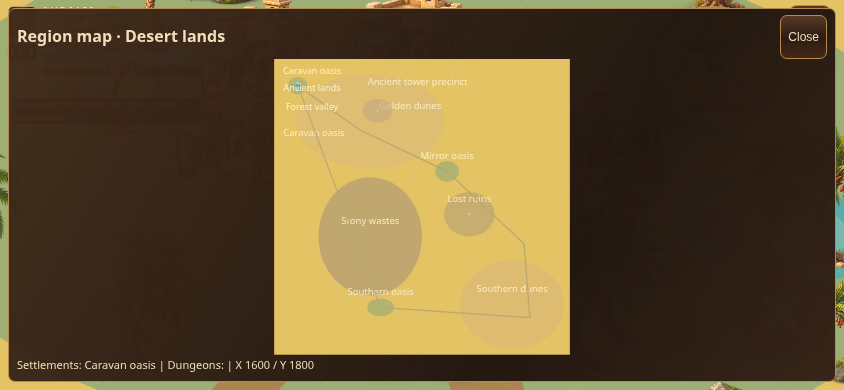 Region map · Desert lands
Close
Caravan oasis
Ancient tower precinct
Ancient lands
Forest valley
Golden dunes
Caravan oasis
Mirror oasis
Lost ruins
Stony wastes
Southern oasis
Southern dunes
Settlements: Caravan oasis | Dungeons: | X 1600 / Y 1800